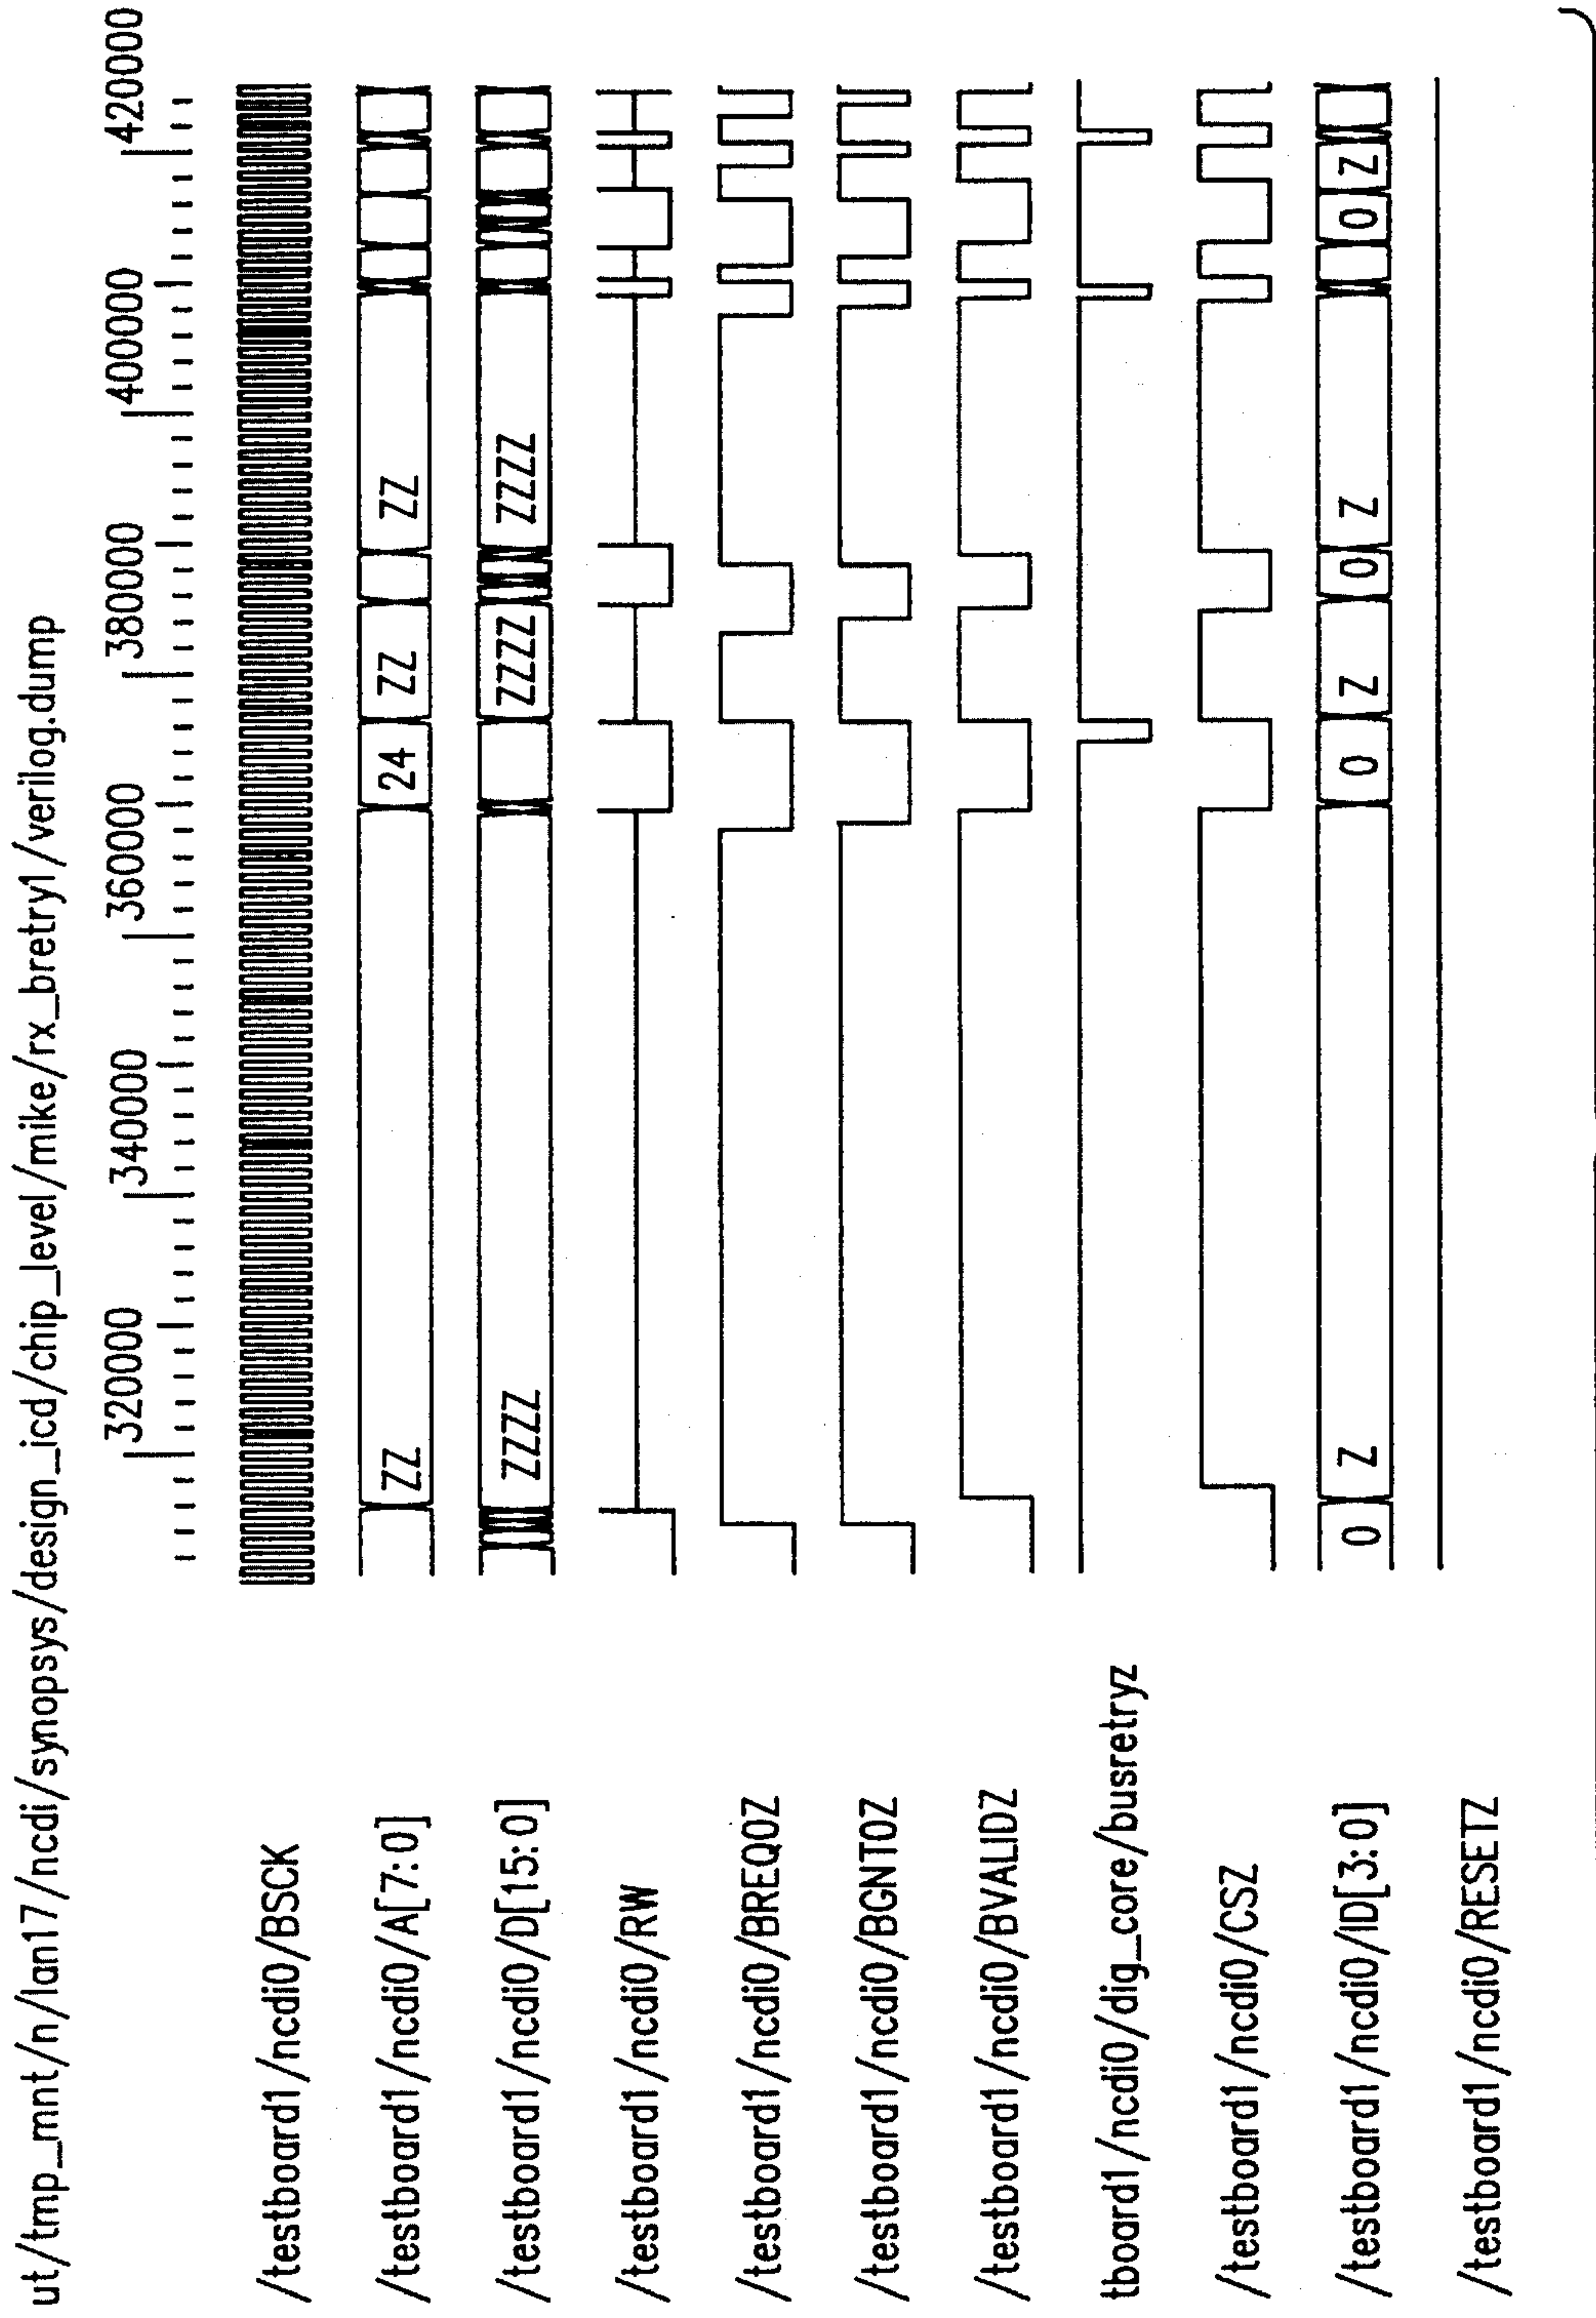 ut/tmp_mnt/n/lan17/ncdi/synopsys/design_icd/chip_level/mike/rx_bretry1/verilog.dump
320000 340000 360000 380000 400000 420000
/testboard1/ncdi0/BSCK
/testboard1/ncdi0/A[7:0] ZZ 24 ZZ ZZ
/testboard1/ncdi0/D[15:0] ZZZZ ZZZZ ZZZZ
/testboard1/ncdi0/RW
/testboard1/ncdi0/BREQ0Z
/testboard1/ncdi0/BGNT0Z
/testboard1/ncdi0/BVALIDZ
tboard1/ncdi0/dig_core/busretryz
/testboard1/ncdi0/CSZ
/testboard1/ncdi0/ID[3:0] 0 Z 0 Z 0 Z 0 Z
/testboard1/ncdi0/RESETZ